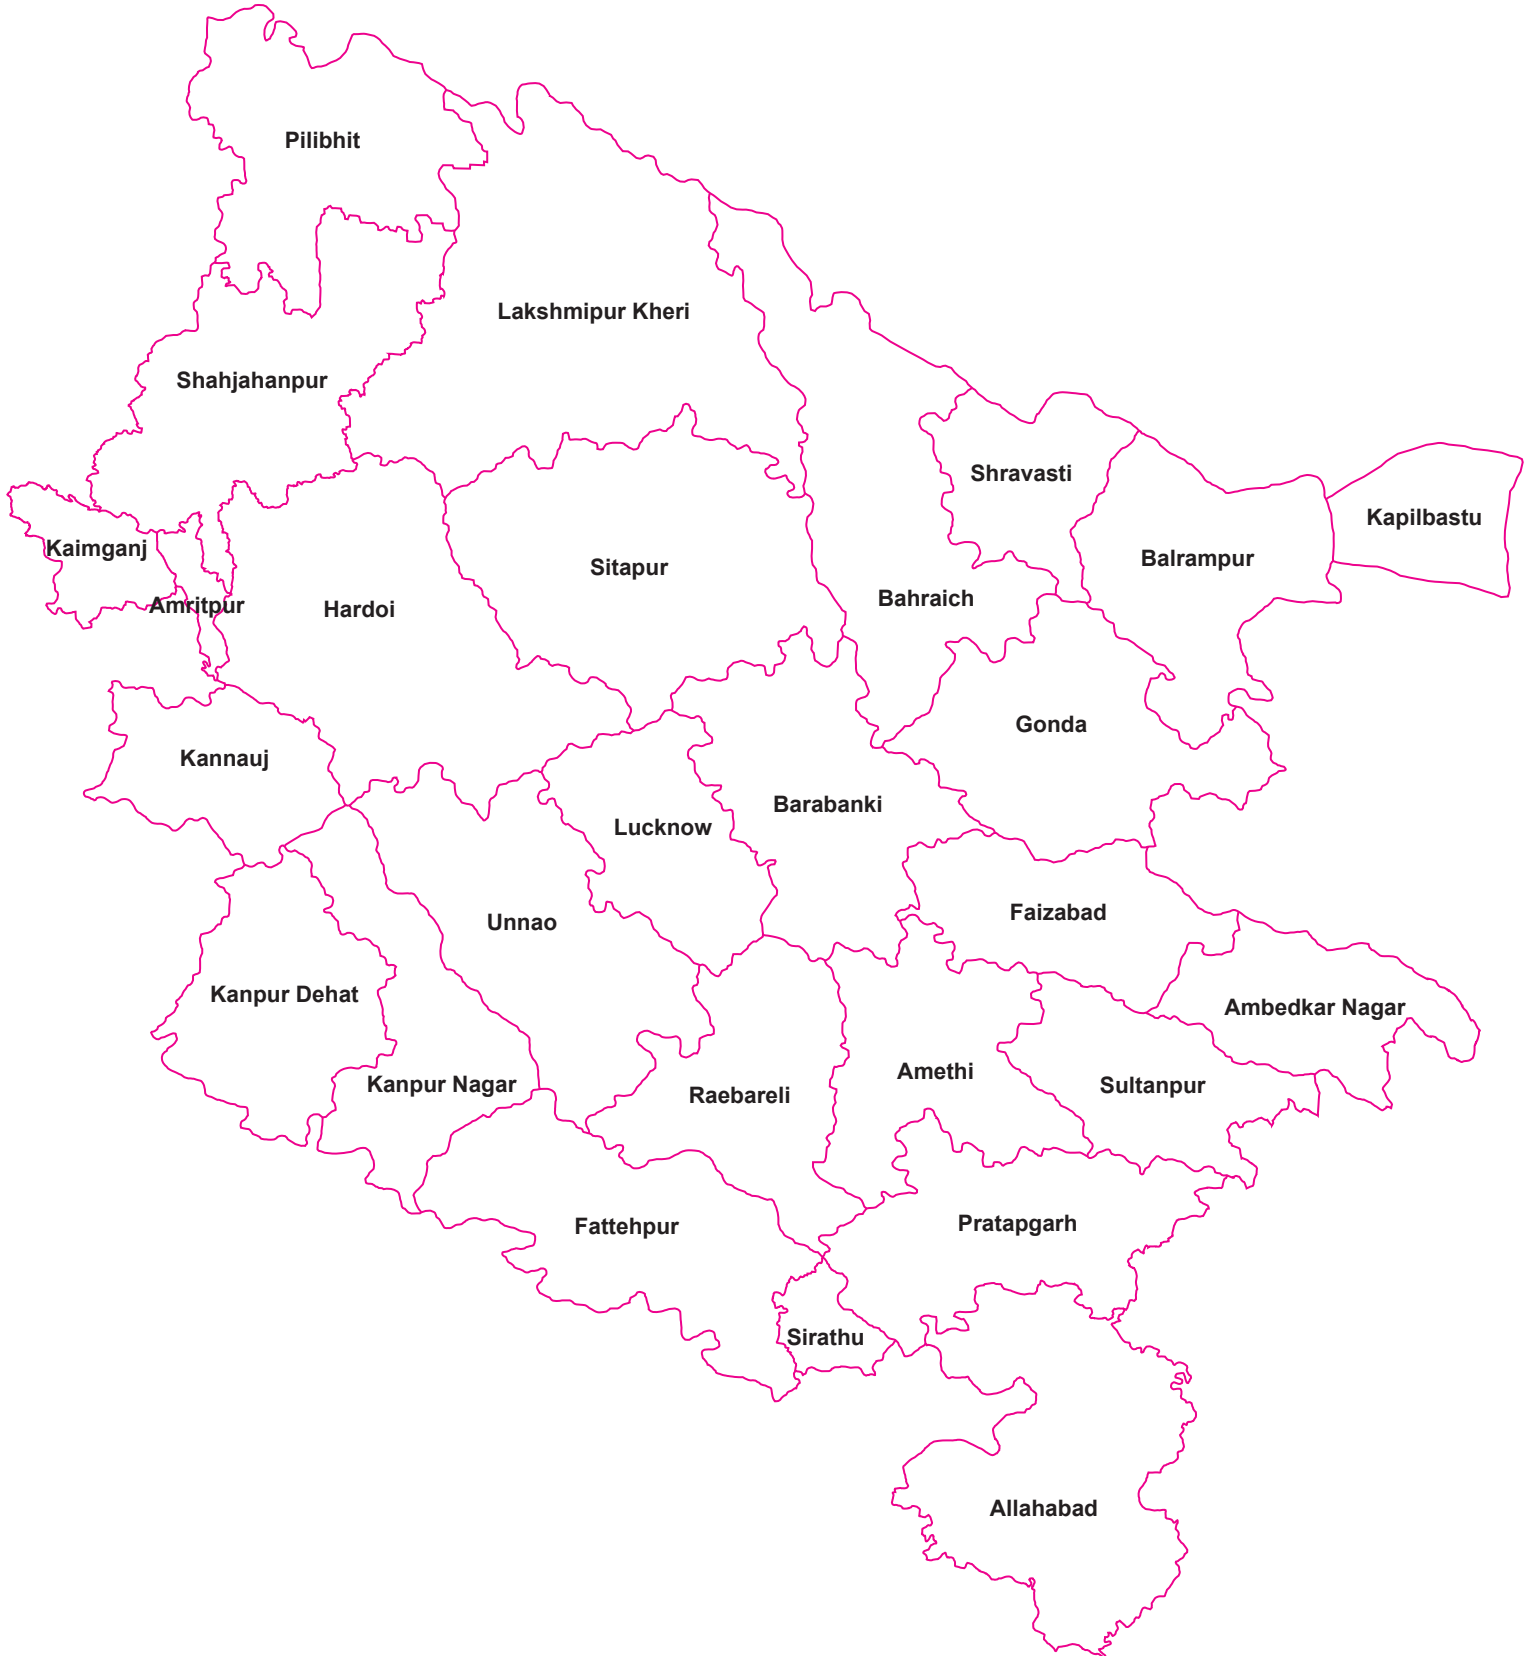 Pilibhit
Lakshmipur Kheri
Shahjahanpur
Shravasti
Kapilbastu
Kaimganj
Balrampur
Sitapur
Bahraich
Amritpur
Hardoi
Gonda
Kannauj
Barabanki
Lucknow
Faizabad
Unnao
Kanpur Dehat
Ambedkar Nagar
Amethi
Kanpur Nagar
Sultanpur
Raebareli
Pratapgarh
Fattehpur
Sirathu
Allahabad